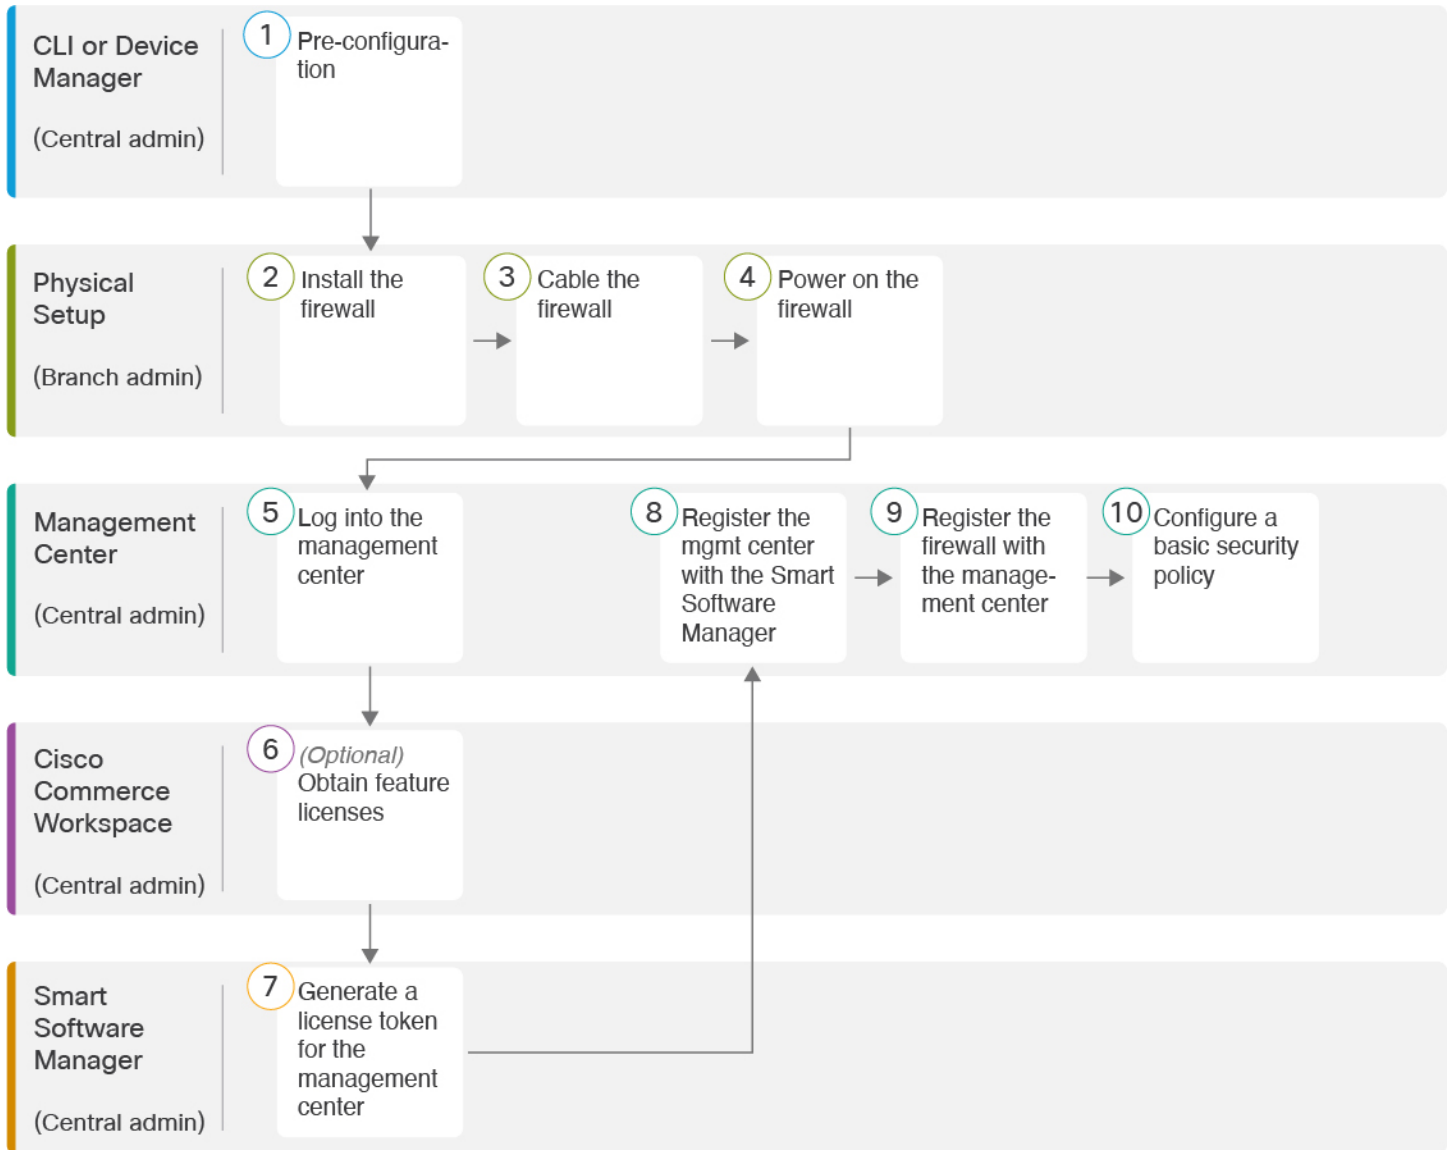 CLI or Device
Manager
(Central admin)
1
Pre-configura-
tion
Physical
Setup
(Branch admin)
2
Install the
firewall
3
Cable the
firewall
4
Power on the
firewall
Management
Center
(Central admin)
5
Log into the
management
center
8
Register the
mgmt center
with the Smart
Software
Manager
9
Register the
firewall with
the manage-
ment center
10
Configure a
basic security
policy
Cisco
Commerce
Workspace
(Central admin)
6
(Optional)
Obtain feature
licenses
Smart
Software
Manager
(Central admin)
7
Generate a
license token
for the
management
center